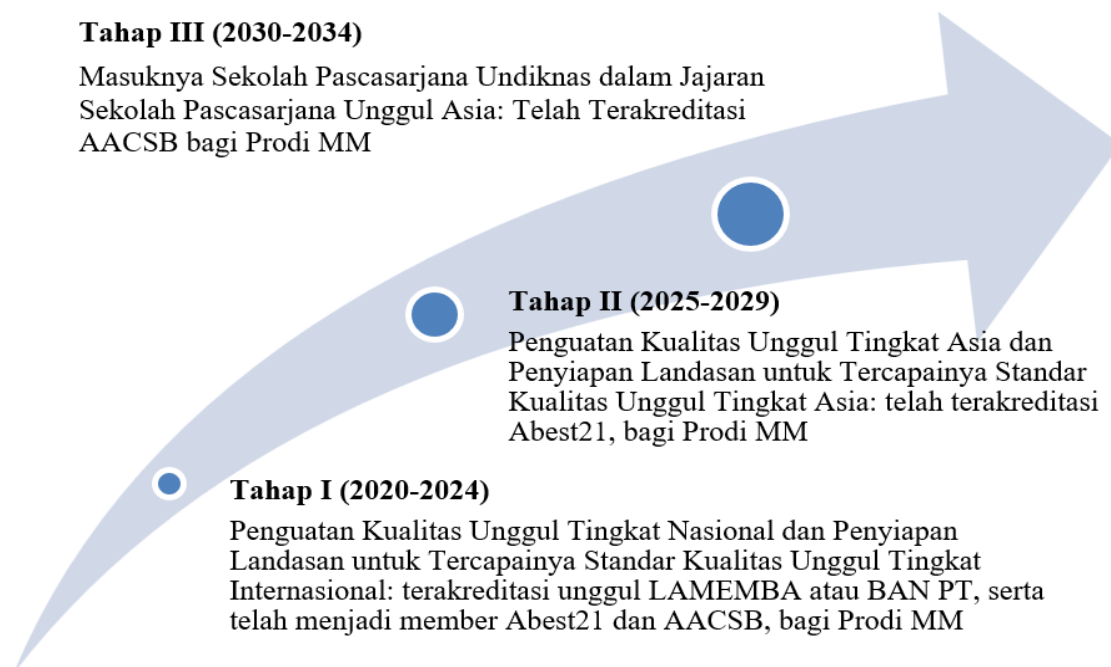 Tahap III (2030-2034)
Masuknya Sekolah Pascasarjana Undiknas dalam Jajaran
Sekolah Pascasarjana Unggul Asia: Telah Terakreditasi
AACSB bagi Prodi MM
Tahap II (2025-2029)
Penguatan Kualitas Unggul Tingkat Asia dan
Penyiapan Landasan untuk Tercapainya Standar
Kualitas Unggul Tingkat Asia: telah terakreditasi
Abest21, bagi Prodi MM
Tahap I (2020-2024)
Penguatan Kualitas Unggul Tingkat Nasional dan Penyiapan
Landasan untuk Tercapainya Standar Kualitas Unggul Tingkat
Internasional: terakreditasi unggul LAMEMBA atau BAN PT, serta
telah menjadi member Abest21 dan AACSB, bagi Prodi MM